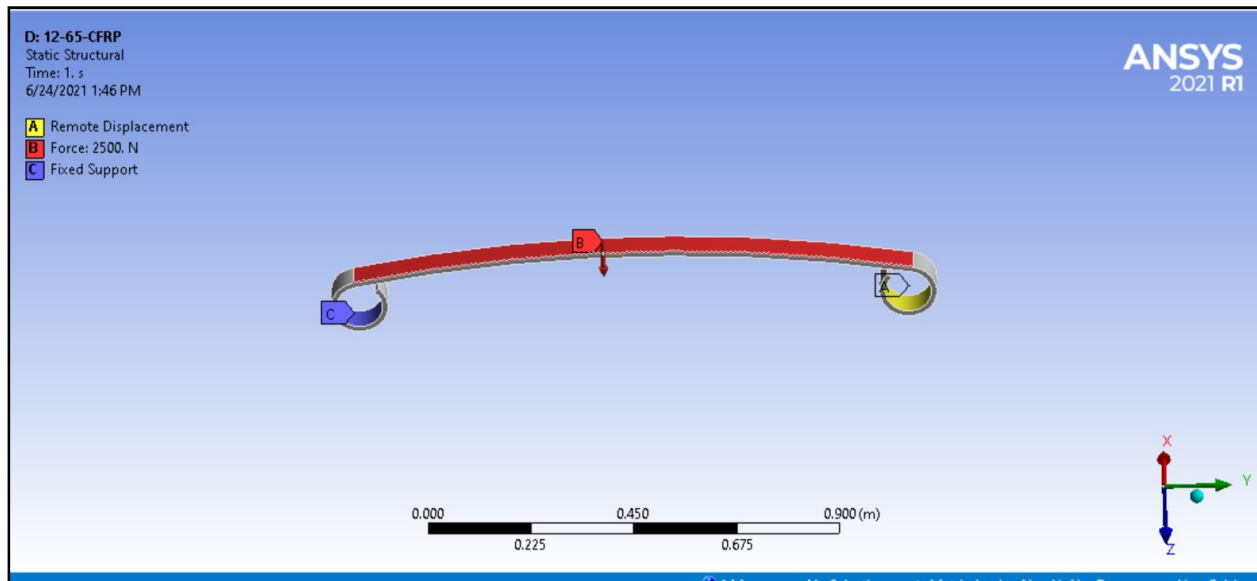 D: 12-65-CFRP
Static Structural
Time: 1. s
6/24/2021 1:46 PM
A Remote Displacement
B Force: 2500. N
C Fixed Support
ANSYS
2021 R1
B
A
C
X
Y
Z
0.000 0.450 0.900 (m)
0.225 0.675